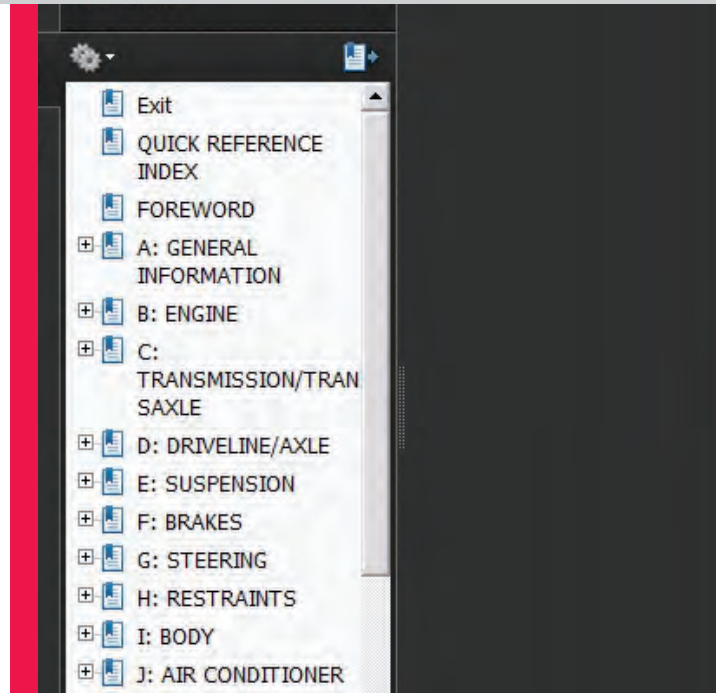 Exit
QUICK REFERENCE
INDEX
FOREWORD
A: GENERAL
INFORMATION
B: ENGINE
C:
TRANSMISSION/TRAN
SAXLE
D: DRIVELINE/AXLE
E: SUSPENSION
F: BRAKES
G: STEERING
H: RESTRAINTS
I: BODY
J: AIR CONDITIONER